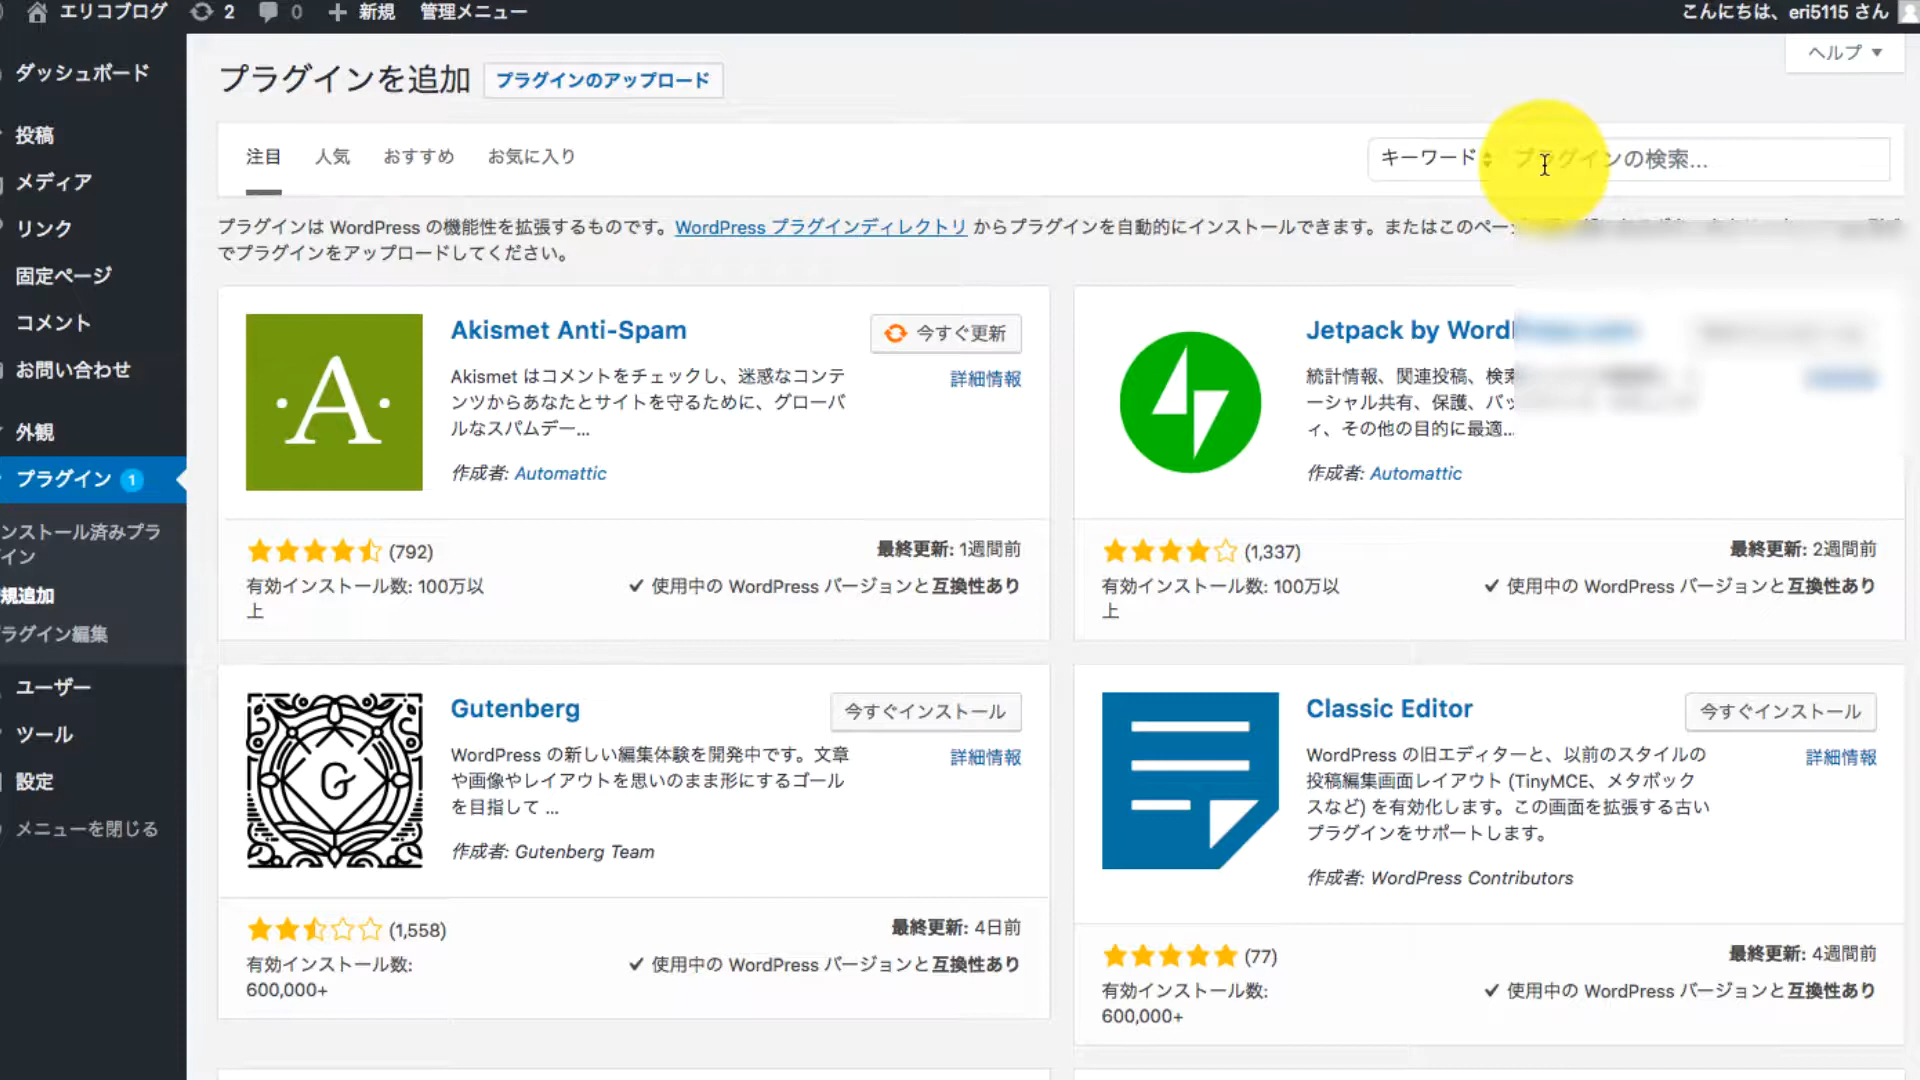 エリコブログ 2 0 新規 管理メニュー こんにちは、eri5115 さん
ヘルプ
ダッシュボード
投稿
メディア
リンク
固定ページ
コメント
お問い合わせ
外観
プラグイン 1
ンストール済みプラ
イン
規追加
ラグイン編集
ユーザー
ツール
設定
メニューを閉じる
プラグインを追加 プラグインのアップロード
注目 人気 おすすめ お気に入り キーワード プラグインの検索...
プラグインは WordPress の機能性を拡張するものです。WordPress プラグインディレクトリ からプラグインを自動的にインストールできます。またはこのペー
でプラグインをアップロードしてください。
Akismet Anti-Spam
今すぐ更新
詳細情報
Akismet はコメントをチェックし、迷惑なコンテ
ンツからあなたとサイトを守るために、グローバ
ルなスパムデー...
作成者: Automattic
(792)
最終更新: 1週間前
有効インストール数: 100万以
上
使用中の WordPress バージョンと互換性あり
Jetpack by Word
統計情報、関連投稿、検索
ーシャル共有、保護、バッ
ィ、その他の目的に最適...
作成者: Automattic
(1,337)
最終更新: 2週間前
有効インストール数: 100万以
上
使用中の WordPress バージョンと互換性あり
Gutenberg
今すぐインストール
詳細情報
WordPress の新しい編集体験を開発中です。文章
や画像やレイアウトを思いのまま形にするゴール
を目指して ...
作成者: Gutenberg Team
(1,558)
最終更新: 4日前
有効インストール数:
600,000+
使用中の WordPress バージョンと互換性あり
Classic Editor
今すぐインストール
詳細情報
WordPress の旧エディターと、以前のスタイルの
投稿編集画面レイアウト (TinyMCE、メタボック
スなど) を有効化します。この画面を拡張する古い
プラグインをサポートします。
作成者: WordPress Contributors
(77)
最終更新: 4週間前
有効インストール数:
600,000+
使用中の WordPress バージョンと互換性あり